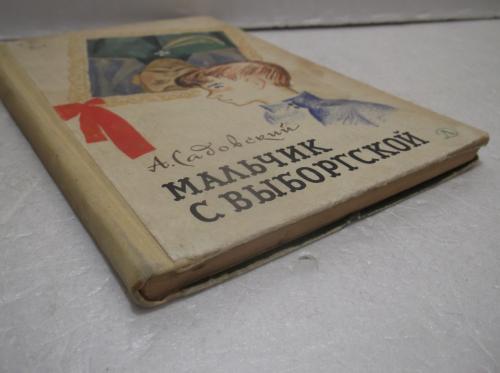 А. Садовский
МАЛЬЧИК
С ВЫБОРГСКОЙ